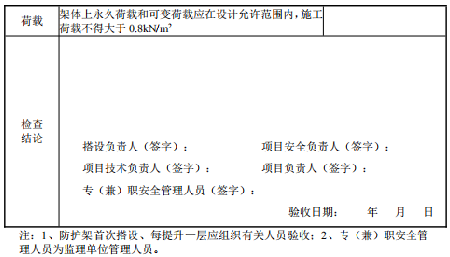 荷载
架体上永久荷载和可变荷载应在设计允许范围内，施工
荷载不得大于 0.8kN/m²
检查
结论
搭设负责人（签字）： 项目安全负责人（签字）：
项目技术负责人（签字）： 项目负责人（签字）：
专（兼）职安全管理人员（签字）：
验收日期： 年 月 日
注：1、防护架首次搭设、每提升一层应组织有关人员验收；2、专（兼）职安全管
理人员为监理单位管理人员。